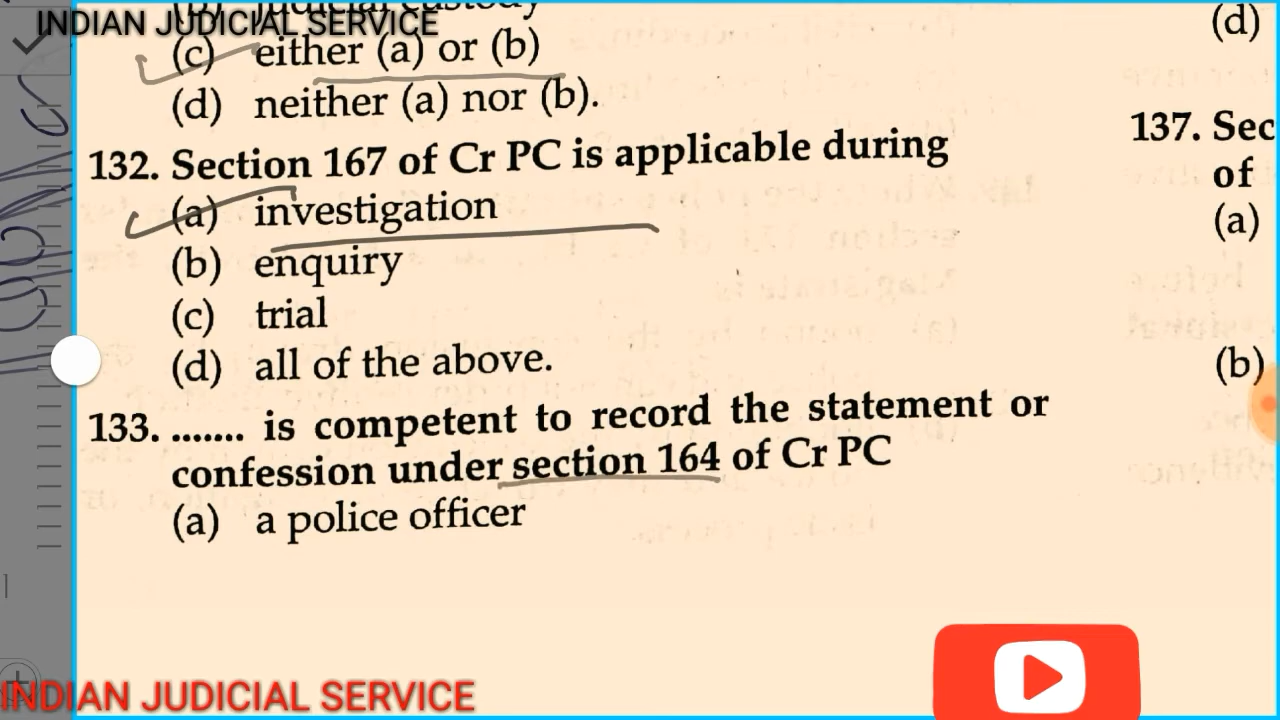 INDIAN JUDICIAL SERVICE
(b) judicial custody
(c) either (a) or (b)
(d) neither (a) nor (b).
132. Section 167 of Cr PC is applicable during
(a) investigation
(b) enquiry
(c) trial
(d) all of the above.
133. ....... is competent to record the statement or
confession under section 164 of Cr PC
(a) a police officer
(d)
137. Sec
of
(a)
(b)
INDIAN JUDICIAL SERVICE